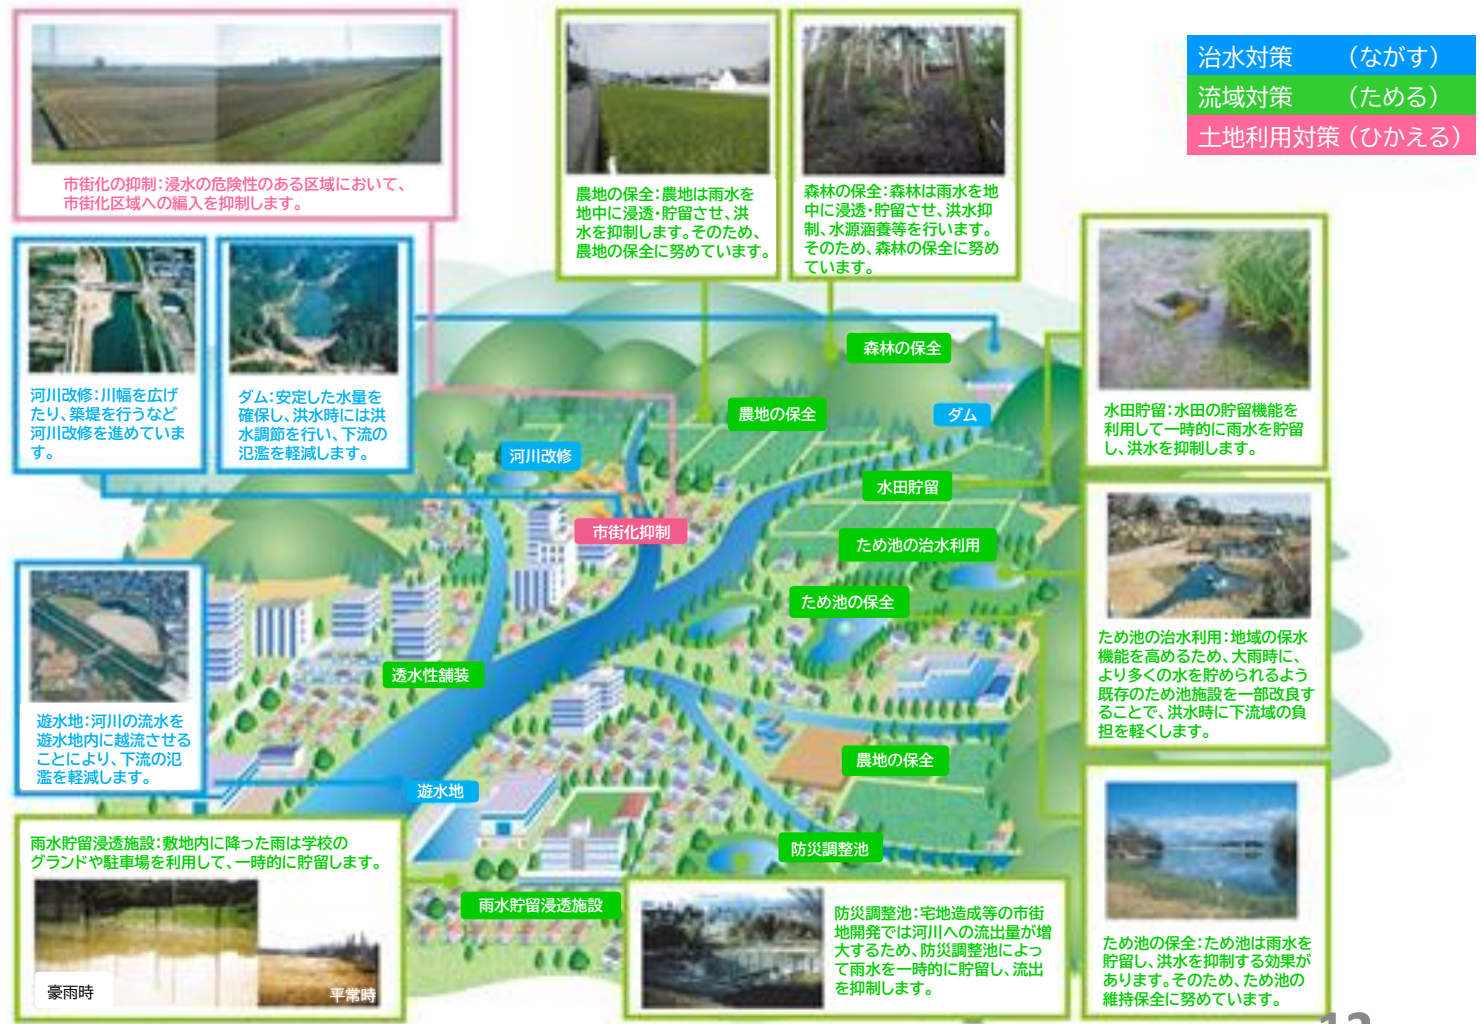 治水対策 （ながす）
流域対策 （ためる）
土地利用対策（ひかえる）
市街化の抑制：浸水の危険性のある区域において、
市街化区域への編入を抑制します。
農地の保全：農地は雨水を
地中に浸透・貯留させ、洪
水を抑制します。そのため、
農地の保全に努めています。
森林の保全：森林は雨水を地
中に浸透・貯留させ、洪水抑
制、水源涵養等を行います。
そのため、森林の保全に努め
ています。
河川改修：川幅を広げ
たり、築堤を行うなど
河川改修を進めていま
す。
ダム：安定した水量を
確保し、洪水時には洪
水調節を行い、下流の
氾濫を軽減します。
水田貯留：水田の貯留機能を
利用して一時的に雨水を貯留
し、洪水を抑制します。
森林の保全
農地の保全
ダム
河川改修
水田貯留
市街化抑制
ため池の治水利用
ため池の保全
透水性舗装
農地の保全
遊水地
防災調整池
雨水貯留浸透施設
遊水地：河川の流水を
遊水地内に越流させる
ことにより、下流の氾
濫を軽減します。
ため池の治水利用：地域の保水
機能を高めるため、大雨時に、
より多くの水を貯められるよう
既存のため池施設を一部改良す
ることで、洪水時に下流域の負
担を軽くします。
雨水貯留浸透施設：敷地内に降った雨は学校の
グランドや駐車場を利用して、一時的に貯留します。
豪雨時
平常時
防災調整池：宅地造成等の市街
地開発では河川への流出量が増
大するため、防災調整池によっ
て雨水を一時的に貯留し、流出
を抑制します。
ため池の保全：ため池は雨水を
貯留し、洪水を抑制する効果が
あります。そのため、ため池の
維持保全に努めています。